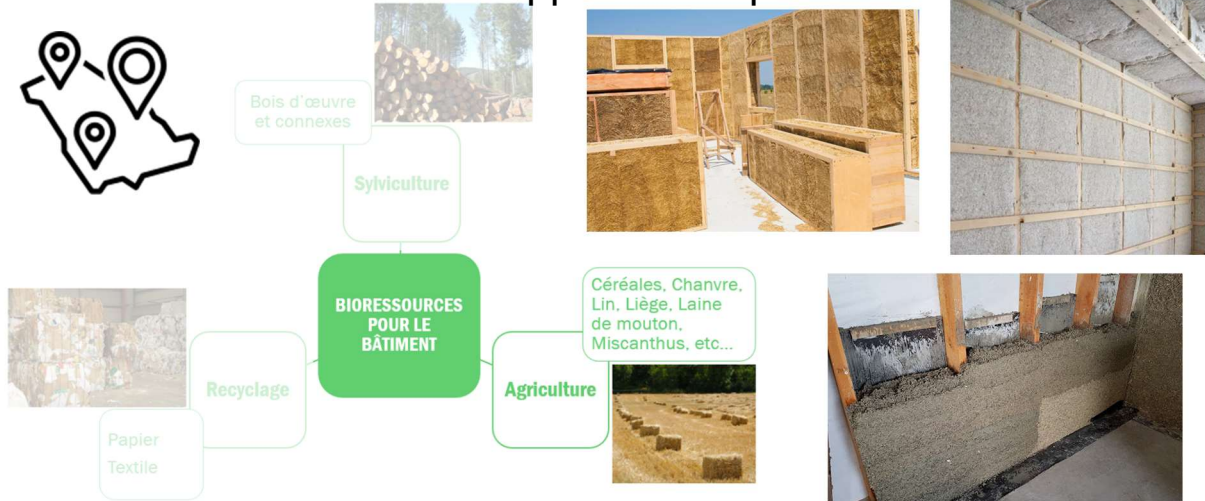 Bois d'œuvre
et connexes
Sylviculture
BIORESSOURCES
POUR LE
BÂTIMENT
Céréales, Chanvre,
Lin, Liège, Laine
de mouton,
Miscanthus, etc...
Agriculture
Recyclage
Papier
Textile